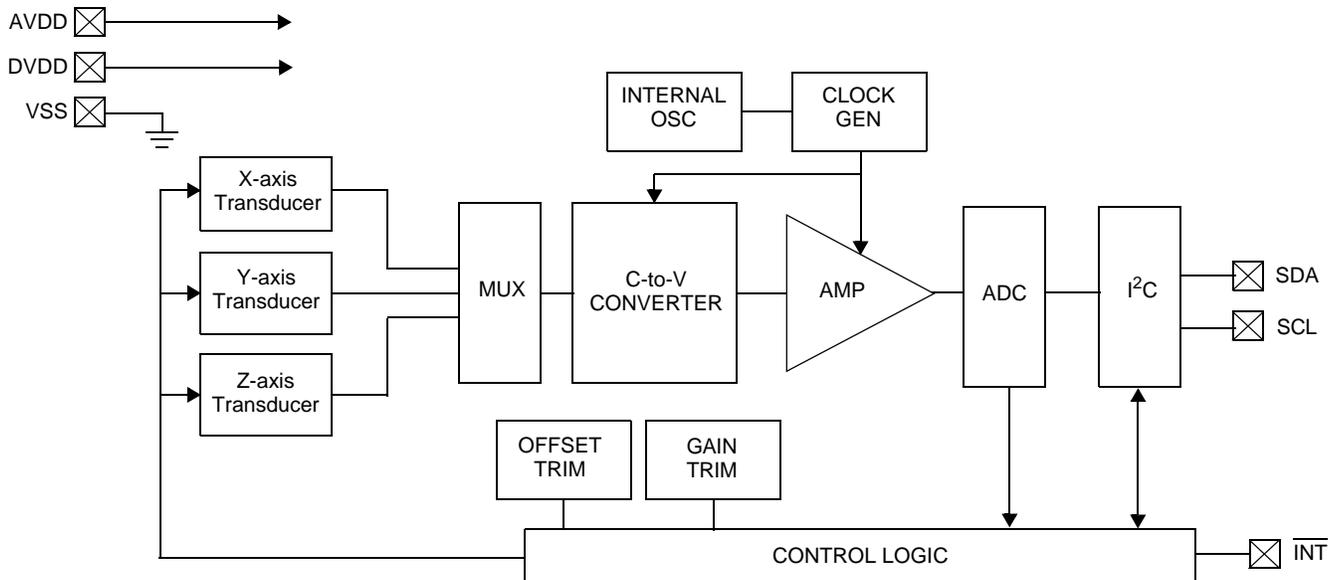 AVDD
DVDD
VSS
INTERNAL
OSC
CLOCK
GEN
X-axis
Transducer
Y-axis
Transducer
Z-axis
Transducer
MUX
C-to-V
CONVERTER
AMP
ADC
I²C
SDA
SCL
OFFSET
TRIM
GAIN
TRIM
CONTROL LOGIC
I̅N̅T̅